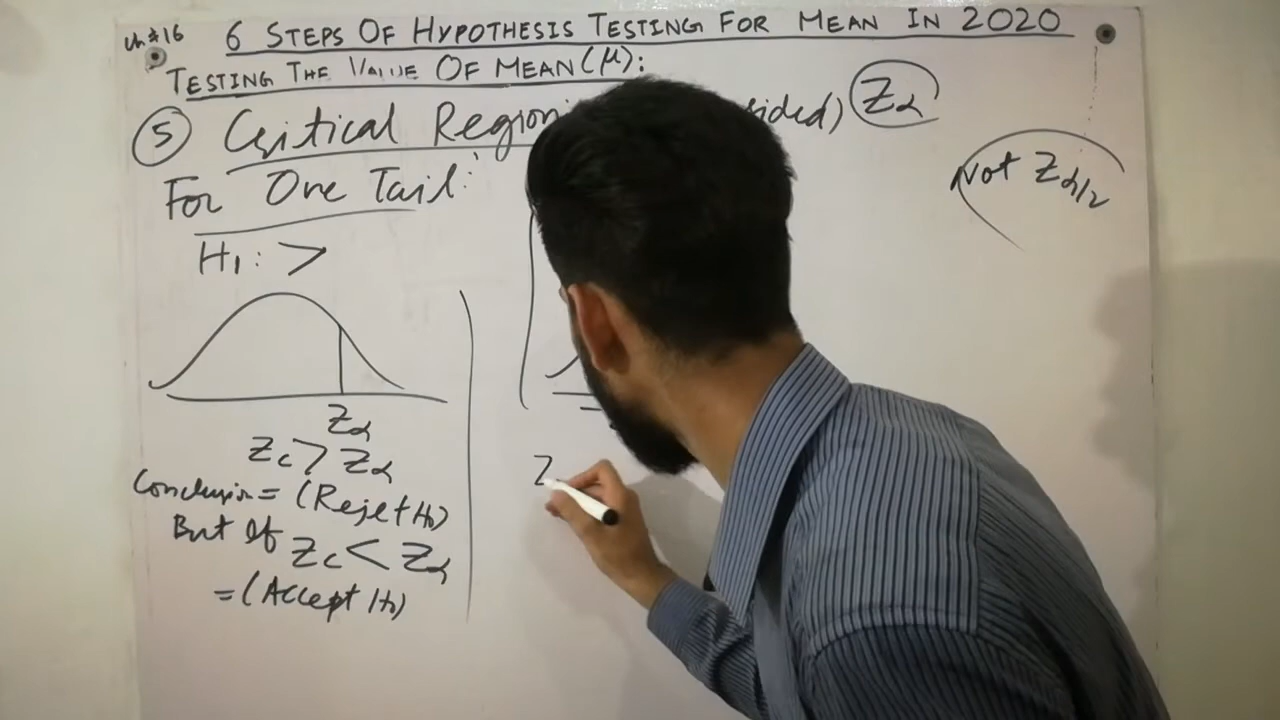 Ch#16 6 STEPS OF HYPOTHESIS TESTING FOR MEAN IN 2020
TESTING THE VALUE OF MEAN(μ):
5 Critical Region sided) Zα
Not Zα/2
For One Tail:
H1: >
Zα
Zc > Zα
Conclusion = (Reject H0)
But If Zc < Zα
= (Accept H0)
Z